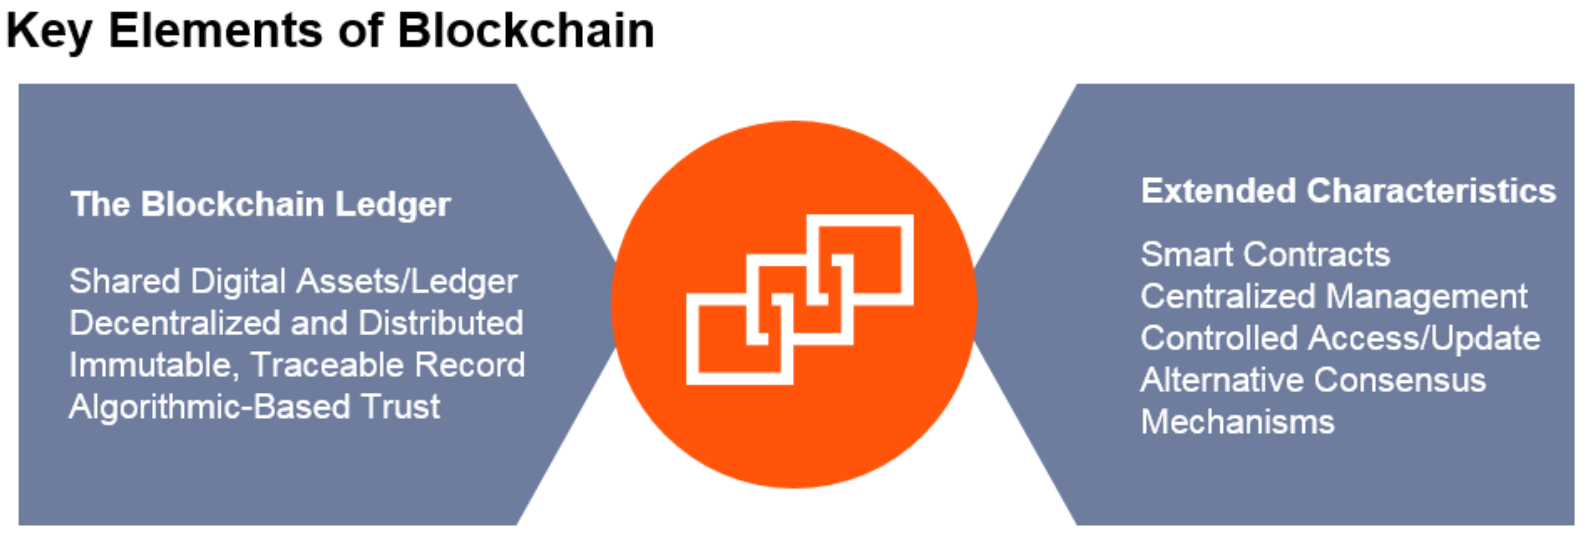 Key Elements of Blockchain
The Blockchain Ledger
Shared Digital Assets/Ledger
Decentralized and Distributed
Immutable, Traceable Record
Algorithmic-Based Trust
Extended Characteristics
Smart Contracts
Centralized Management
Controlled Access/Update
Alternative Consensus
Mechanisms